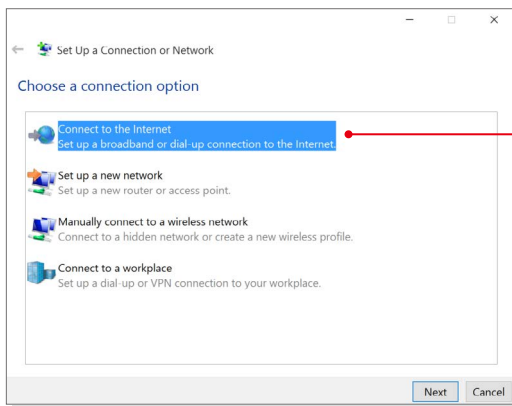 Set Up a Connection or Network
Choose a connection option
Connect to the Internet
Set up a broadband or dial-up connection to the Internet.
Set up a new network
Set up a new router or access point.
Manually connect to a wireless network
Connect to a hidden network or create a new wireless profile.
Connect to a workplace
Set up a dial-up or VPN connection to your workplace.
Next Cancel